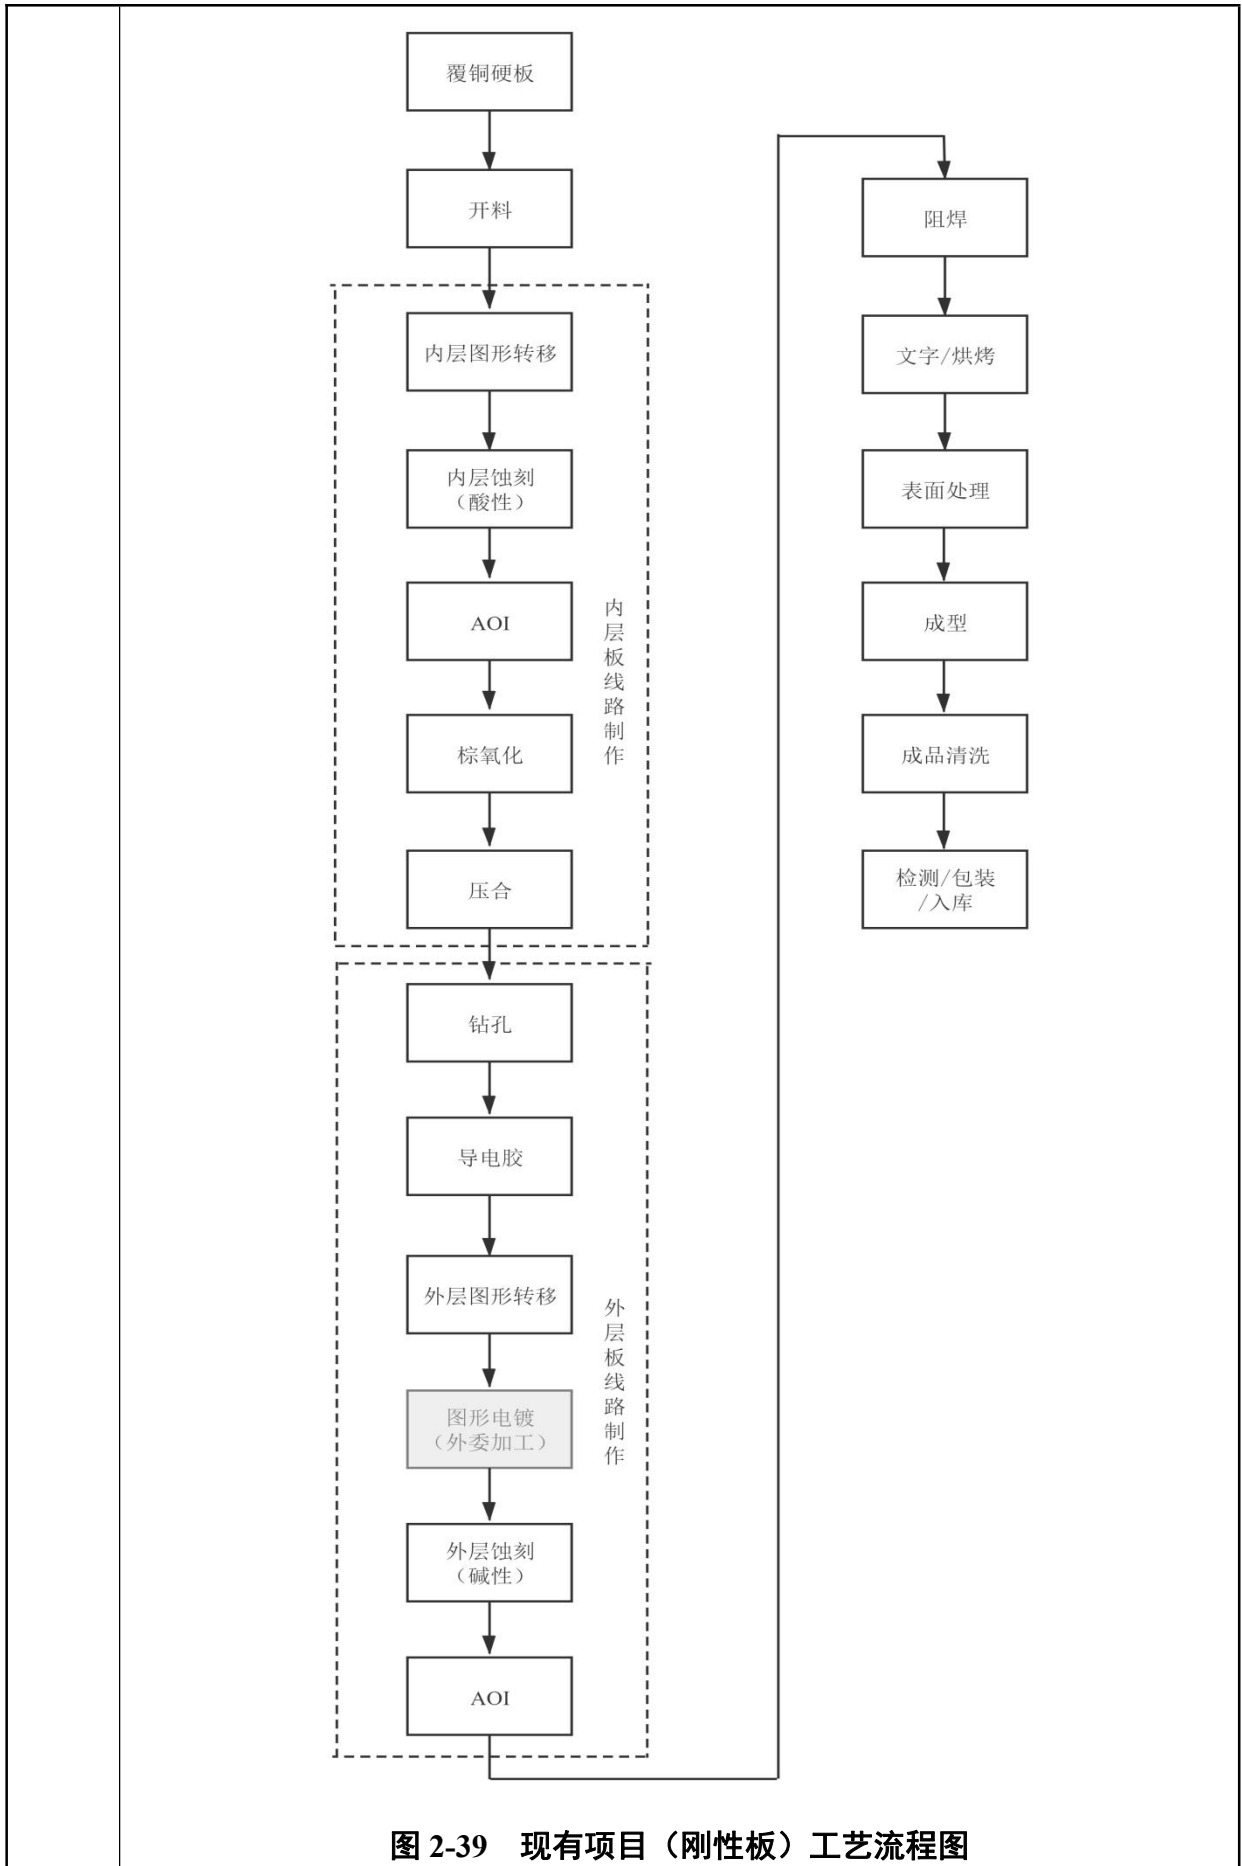 覆铜硬板
开料
内层图形转移
内层蚀刻
（酸性）
AOI
棕氧化
压合
内层板线路制作
钻孔
导电胶
外层图形转移
图形电镀
（外委加工）
外层蚀刻
（碱性）
AOI
外层板线路制作
阻焊
文字/烘烤
表面处理
成型
成品清洗
检测/包装
/入库
图 2-39 现有项目（刚性板）工艺流程图